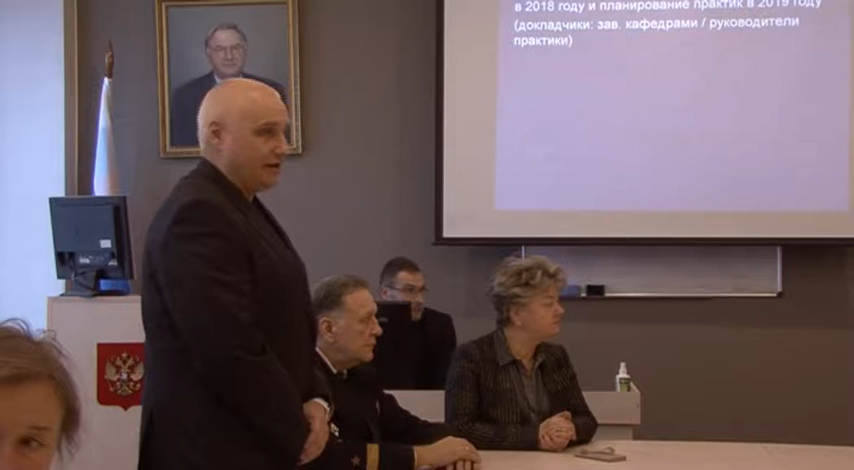 в 2018 году и планирование практик в 2019 году
(докладчики: зав. кафедрами / руководители
практики)